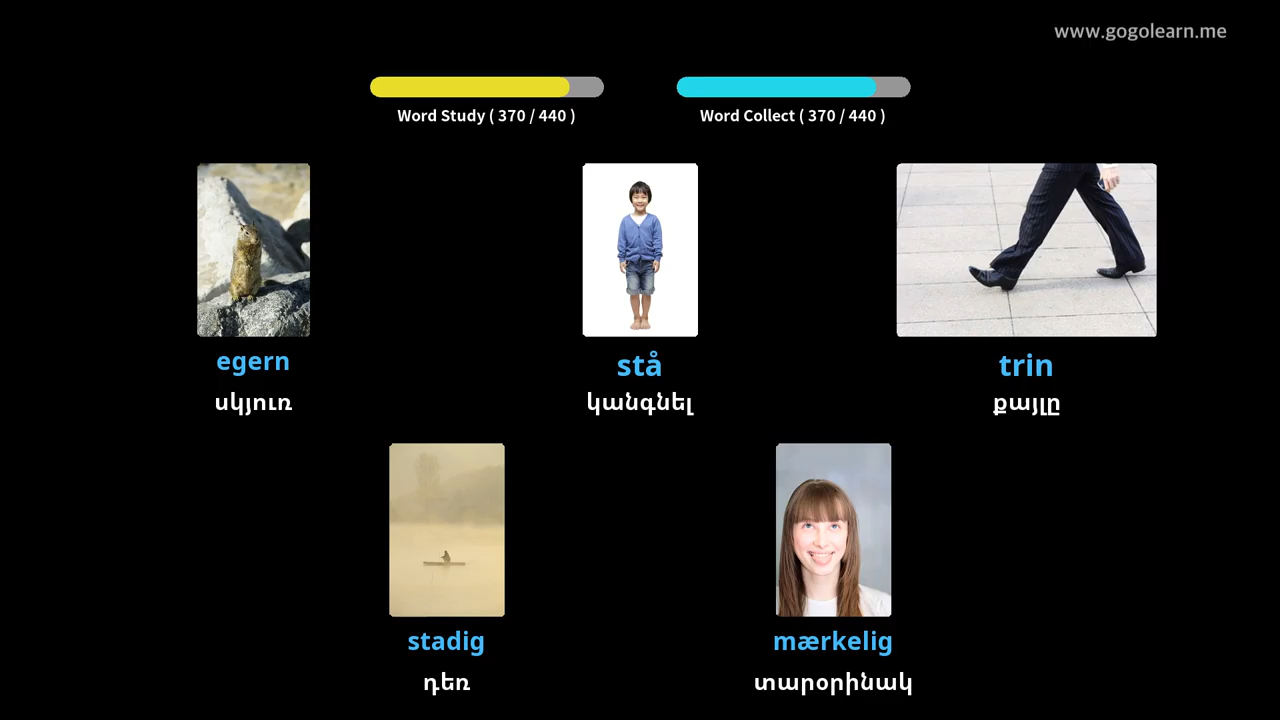 www.gogolearn.me
Word Study ( 370 / 440 )
Word Collect ( 370 / 440 )
egern
stå
trin
սկյուռ
կանգնել
քայլը
stadig
mærkelig
դեռ
տարօրինակ